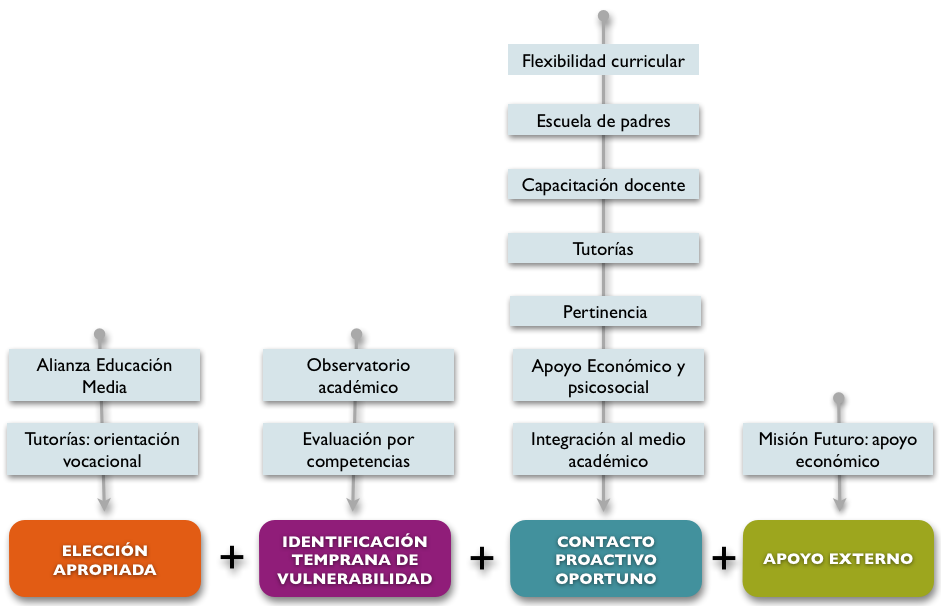 Alianza Educación
Media
Tutorías: orientación
vocacional
ELECCIÓN
APROPIADA
+
Observatorio
académico
Evaluación por
competencias
IDENTIFICACIÓN
TEMPRANA DE
VULNERABILIDAD
+
Flexibilidad curricular
Escuela de padres
Capacitación docente
Tutorías
Pertinencia
Apoyo Económico y
psicosocial
Integración al medio
académico
CONTACTO
PROACTIVO
OPORTUNO
+
Misión Futuro: apoyo
económico
APOYO EXTERNO